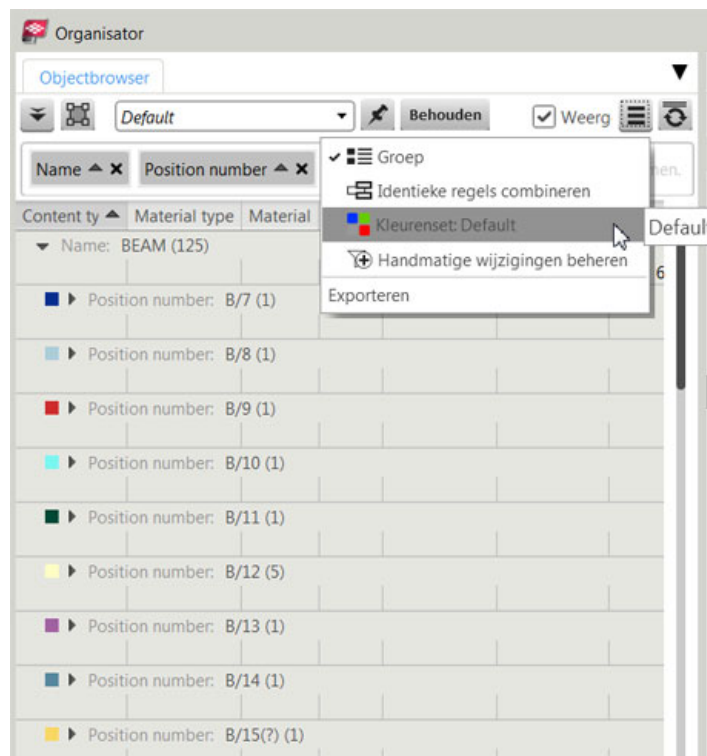 Organisator
Objectbrowser
Default Behouden Weerg
Name Position number men.
Groep
Identieke regels combineren
Kleurenset: Default
Default
Handmatige wijzigingen beheren
Exporteren
Content ty Material type Material
Name: BEAM (125)
6
Position number: B/7 (1)
Position number: B/8 (1)
Position number: B/9 (1)
Position number: B/10 (1)
Position number: B/11 (1)
Position number: B/12 (5)
Position number: B/13 (1)
Position number: B/14 (1)
Position number: B/15(?) (1)